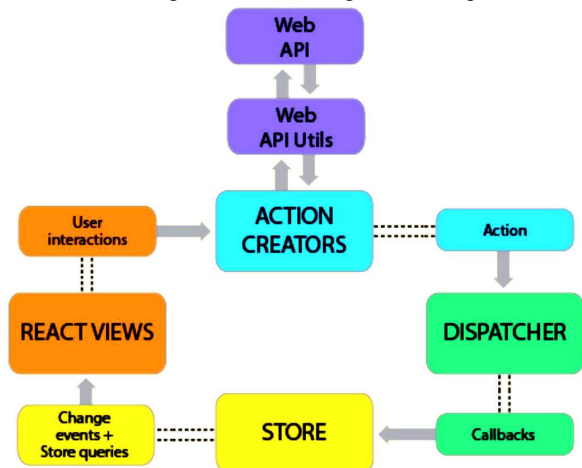 Web
API
Web
API Utils
User
interactions
ACTION
CREATORS
Action
REACT VIEWS
DISPATCHER
Change
events +
Store queries
STORE
Callbacks